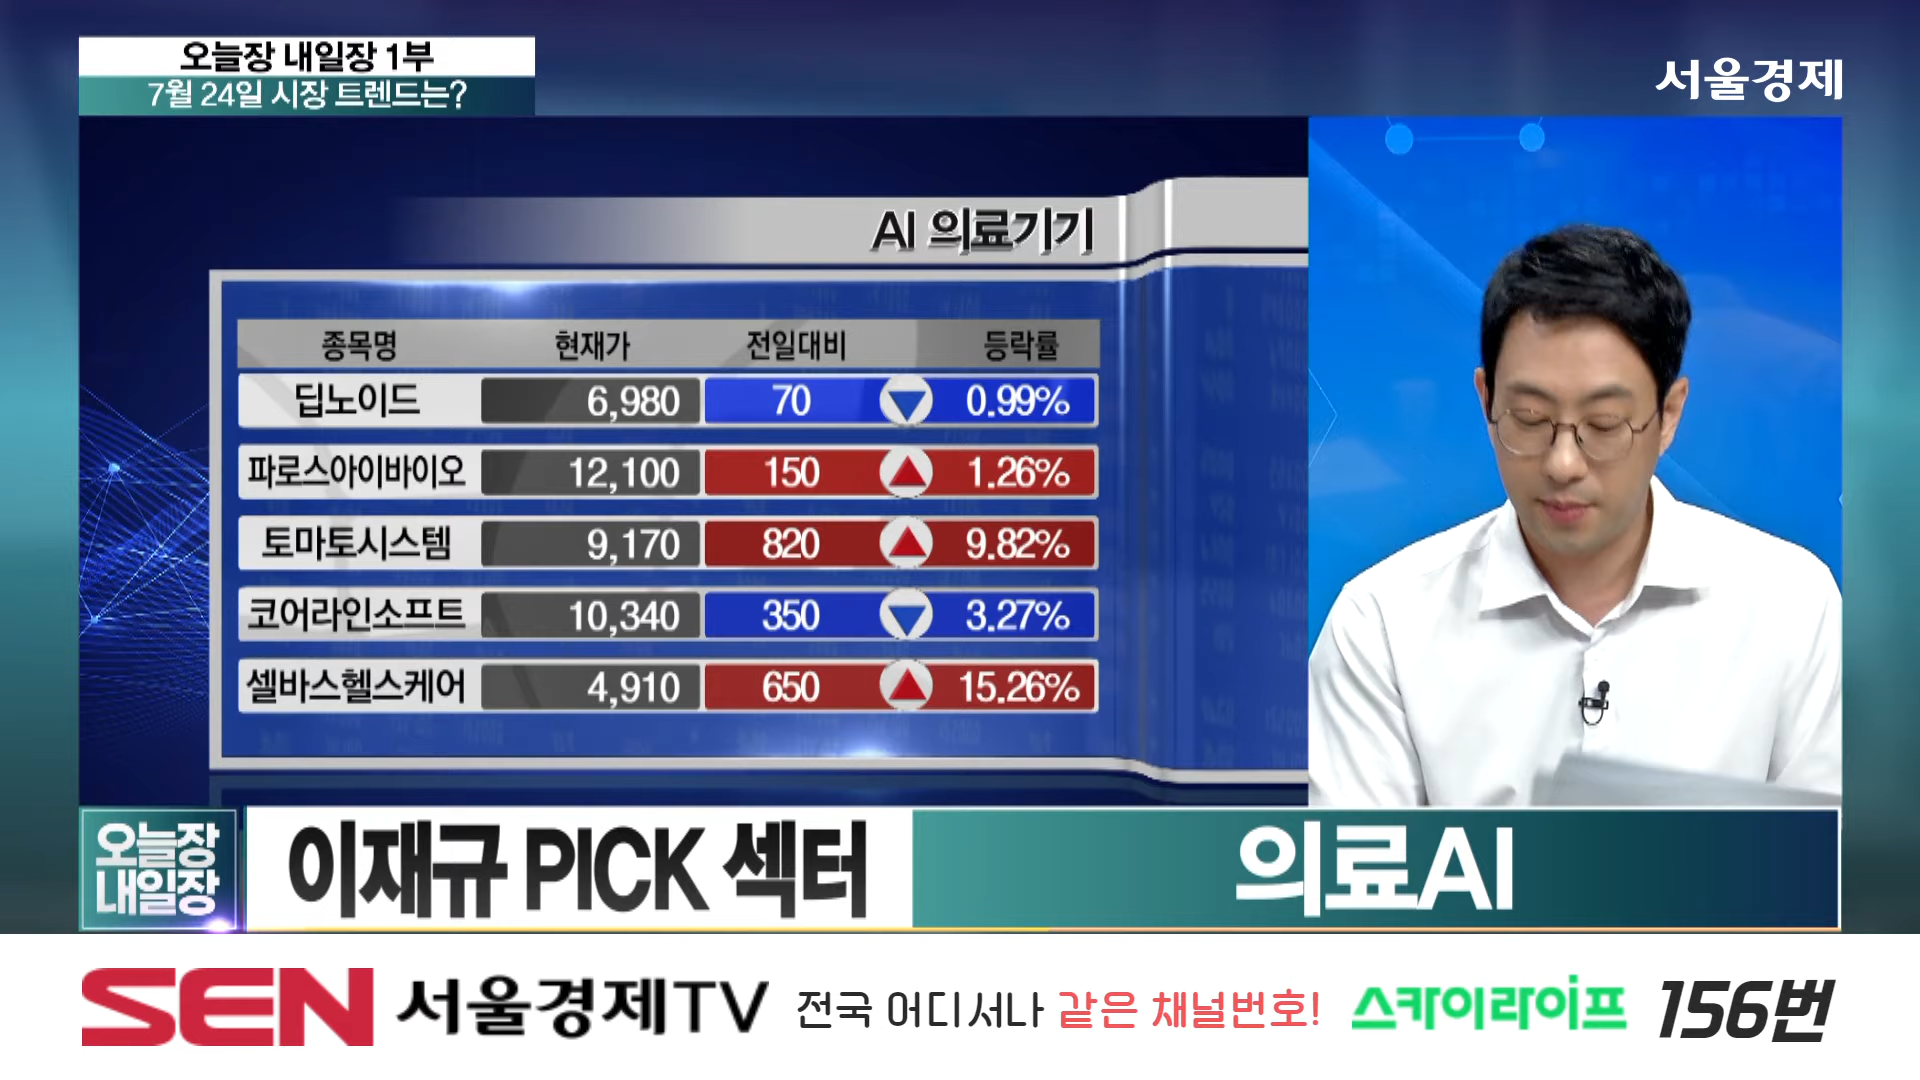 오늘장 내일장 1부
7월 24일 시장 트렌드는?
서울경제
AI 의료기기
종목명 현재가 전일대비 등락률
딥노이드 6,980 70 ▼ 0.99%
파로스아이바이오 12,100 150 ▲ 1.26%
토마토시스템 9,170 820 ▲ 9.82%
코어라인소프트 10,340 350 ▼ 3.27%
셀바스헬스케어 4,910 650 ▲ 15.26%
오늘장
내일장
이재규 PICK 섹터
의료AI
SEN 서울경제TV 전국 어디서나 같은 채널번호! 스카이라이프 156번